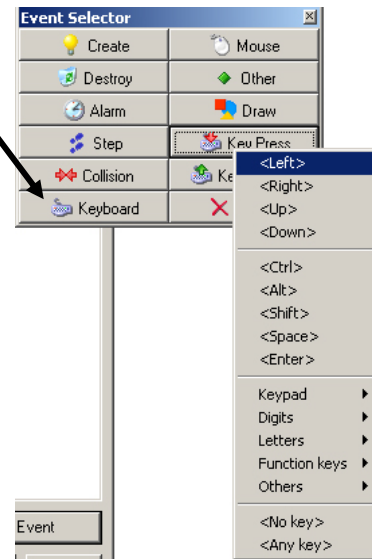 Event Selector
Create
Mouse
Destroy
Other
Alarm
Draw
Step
Key Press
Collision
Ke
Keyboard
<Left>
<Right>
<Up>
<Down>
<Ctrl>
<Alt>
<Shift>
<Space>
<Enter>
Keypad
Digits
Letters
Function keys
Others
<No key>
<Any key>
Event